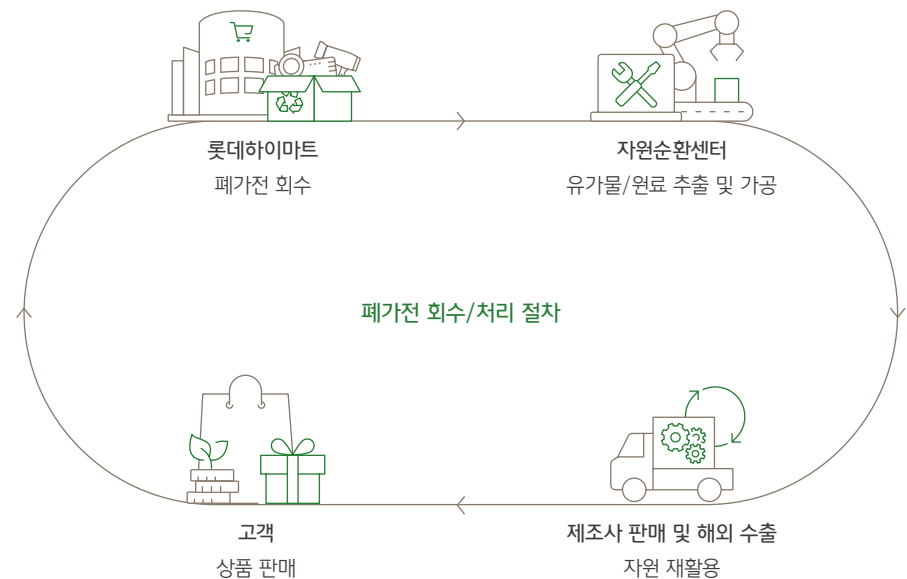 롯데하이마트
폐가전 회수
자원순환센터
유가물/원료 추출 및 가공
폐가전 회수/처리 절차
고객
상품 판매
제조사 판매 및 해외 수출
자원 재활용